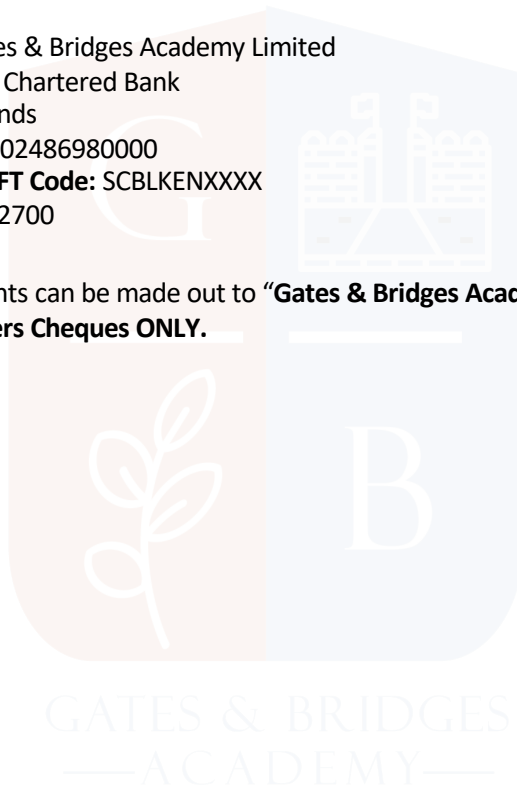 es & Bridges Academy Limited
Chartered Bank
nds
02486980000
FT Code: SCBLKENXXXX
2700
nts can be made out to “Gates & Bridges Acad
ers Cheques ONLY.
G
B
GATES & BRIDGES
ACADEMY